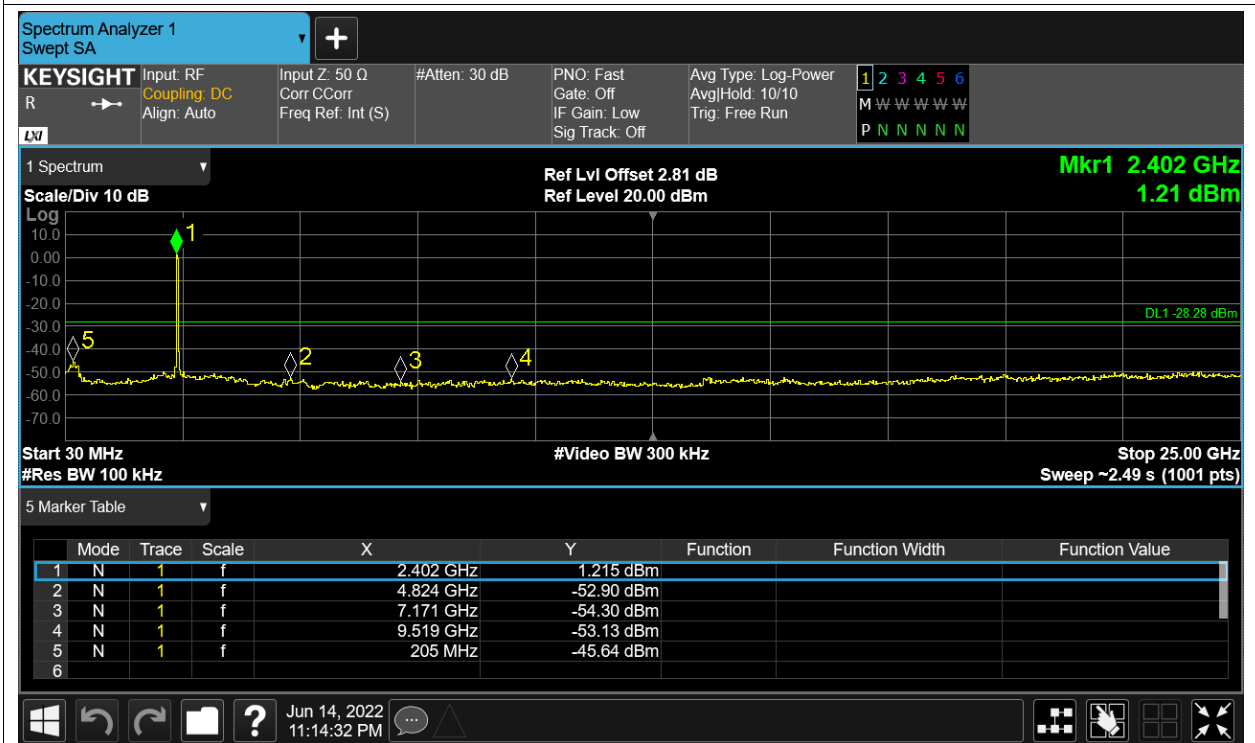 Spectrum Analyzer 1
Swept SA
KEYSIGHT Input: RF Input Z: 50 Ω #Atten: 30 dB PNO: Fast Avg Type: Log-Power 1 2 3 4 5 6
R Coupling: DC Corr CCorr Gate: Off Avg|Hold: 10/10 M W W W W W
Align: Auto Freq Ref: Int (S) IF Gain: Low Trig: Free Run
LXI Sig Track: Off P N N N N N
1 Spectrum Ref Lvl Offset 2.81 dB Mkr1 2.402 GHz
Scale/Div 10 dB Ref Level 20.00 dBm 1.21 dBm
Log
10.0
0.00
-10.0
-20.0
-30.0
-40.0
-50.0
-60.0
-70.0
1
DL1 -28.28 dBm
5
2
3
4
Start 30 MHz #Video BW 300 kHz Stop 25.00 GHz
#Res BW 100 kHz Sweep ~2.49 s (1001 pts)
5 Marker Table
Mode Trace Scale X Y Function Function Width Function Value
1 N 1 f 2.402 GHz 1.215 dBm
2 N 1 f 4.824 GHz -52.90 dBm
3 N 1 f 7.171 GHz -54.30 dBm
4 N 1 f 9.519 GHz -53.13 dBm
5 N 1 f 205 MHz -45.64 dBm
6
? Jun 14, 2022
11:14:32 PM